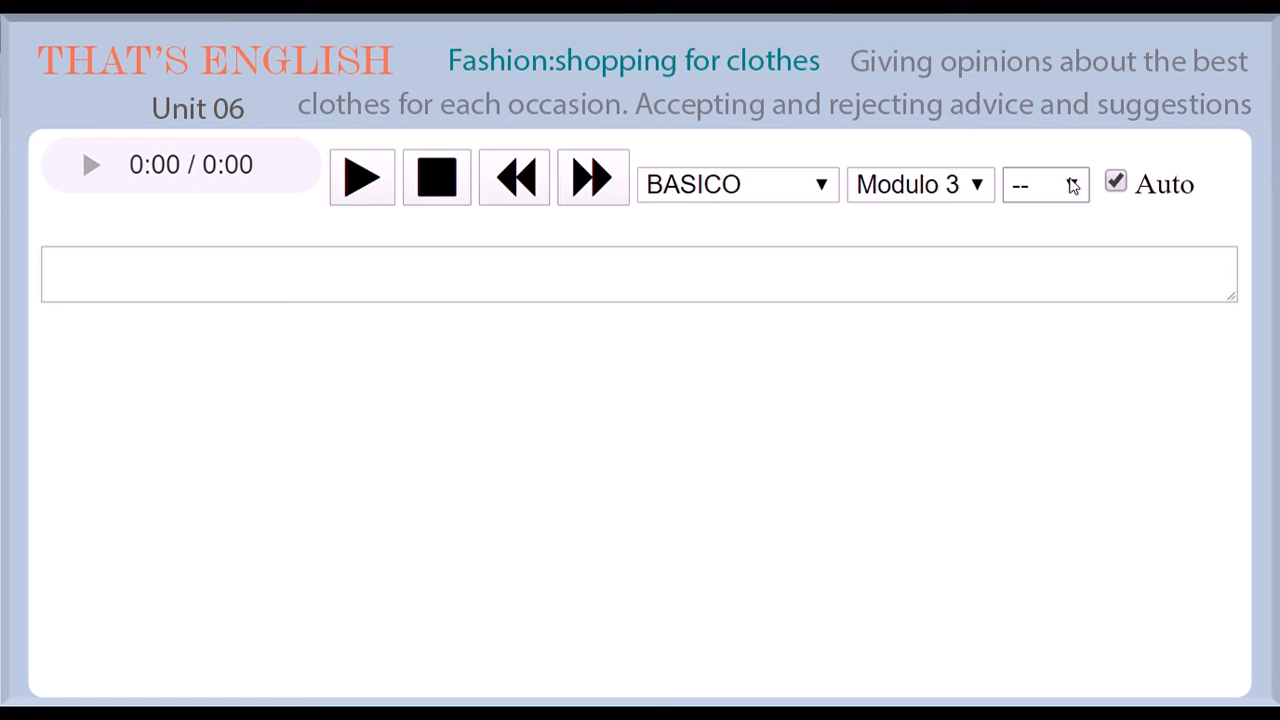 THAT'S ENGLISH Fashion:shopping for clothes Giving opinions about the best
Unit 06 clothes for each occasion. Accepting and rejecting advice and suggestions
0:00 / 0:00 BASICO Modulo 3 -- Auto